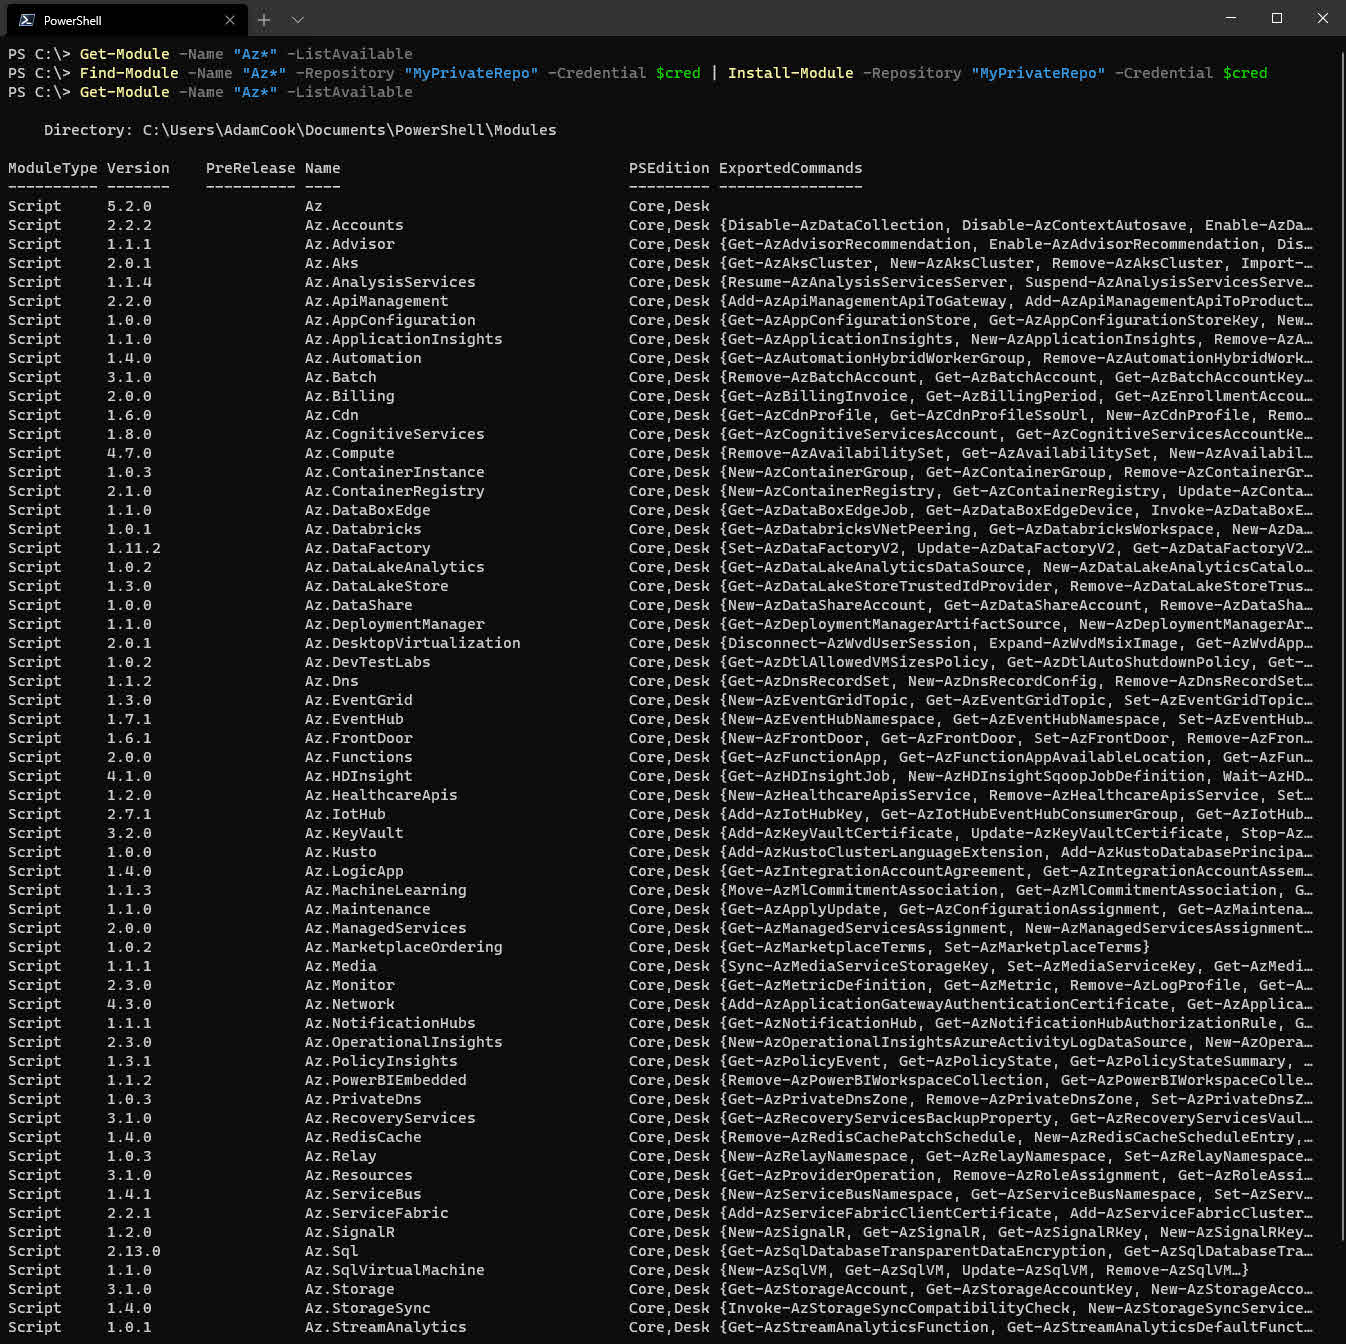 PowerShell
PS C:\> Get-Module -Name "Az*" -ListAvailable
PS C:\> Find-Module -Name "Az*" -Repository "MyPrivateRepo" -Credential $cred | Install-Module -Repository "MyPrivateRepo" -Credential $cred
PS C:\> Get-Module -Name "Az*" -ListAvailable
Directory: C:\Users\AdamCook\Documents\PowerShell\Modules
ModuleType Version    PreRelease Name                                PSEdition ExportedCommands
---------- -------    ---------- ----                                --------- ----------------
Script     5.2.0                 Az                                  Core,Desk
Script     2.2.2                 Az.Accounts                         Core,Desk {Disable-AzDataCollection, Disable-AzContextAutosave, Enable-AzDa…
Script     1.1.1                 Az.Advisor                          Core,Desk {Get-AzAdvisorRecommendation, Enable-AzAdvisorRecommendation, Dis…
Script     2.0.1                 Az.Aks                              Core,Desk {Get-AzAksCluster, New-AzAksCluster, Remove-AzAksCluster, Import-…
Script     1.1.4                 Az.AnalysisServices                 Core,Desk {Resume-AzAnalysisServicesServer, Suspend-AzAnalysisServicesServe…
Script     2.2.0                 Az.ApiManagement                    Core,Desk {Add-AzApiManagementApiToGateway, Add-AzApiManagementApiToProduct…
Script     1.0.0                 Az.AppConfiguration                 Core,Desk {Get-AzAppConfigurationStore, Get-AzAppConfigurationStoreKey, New…
Script     1.1.0                 Az.ApplicationInsights              Core,Desk {Get-AzApplicationInsights, New-AzApplicationInsights, Remove-AzA…
Script     1.4.0                 Az.Automation                       Core,Desk {Get-AzAutomationHybridWorkerGroup, Remove-AzAutomationHybridWork…
Script     3.1.0                 Az.Batch                            Core,Desk {Remove-AzBatchAccount, Get-AzBatchAccount, Get-AzBatchAccountKey…
Script     2.0.0                 Az.Billing                          Core,Desk {Get-AzBillingInvoice, Get-AzBillingPeriod, Get-AzEnrollmentAccou…
Script     1.6.0                 Az.Cdn                              Core,Desk {Get-AzCdnProfile, Get-AzCdnProfileSsoUrl, New-AzCdnProfile, Remo…
Script     1.8.0                 Az.CognitiveServices                Core,Desk {Get-AzCognitiveServicesAccount, Get-AzCognitiveServicesAccountKe…
Script     4.7.0                 Az.Compute                          Core,Desk {Remove-AzAvailabilitySet, Get-AzAvailabilitySet, New-AzAvailabil…
Script     1.0.3                 Az.ContainerInstance                Core,Desk {New-AzContainerGroup, Get-AzContainerGroup, Remove-AzContainerGr…
Script     2.1.0                 Az.ContainerRegistry                Core,Desk {New-AzContainerRegistry, Get-AzContainerRegistry, Update-AzConta…
Script     1.1.0                 Az.DataBoxEdge                      Core,Desk {Get-AzDataBoxEdgeJob, Get-AzDataBoxEdgeDevice, Invoke-AzDataBoxE…
Script     1.0.1                 Az.Databricks                       Core,Desk {Get-AzDatabricksVNetPeering, Get-AzDatabricksWorkspace, New-AzDa…
Script     1.11.2                Az.DataFactory                      Core,Desk {Set-AzDataFactoryV2, Update-AzDataFactoryV2, Get-AzDataFactoryV2…
Script     1.0.2                 Az.DataLakeAnalytics                Core,Desk {Get-AzDataLakeAnalyticsDataSource, New-AzDataLakeAnalyticsCatalo…
Script     1.3.0                 Az.DataLakeStore                    Core,Desk {Get-AzDataLakeStoreTrustedIdProvider, Remove-AzDataLakeStoreTrus…
Script     1.0.0                 Az.DataShare                        Core,Desk {New-AzDataShareAccount, Get-AzDataShareAccount, Remove-AzDataSha…
Script     1.1.0                 Az.DeploymentManager                Core,Desk {Get-AzDeploymentManagerArtifactSource, New-AzDeploymentManagerAr…
Script     2.0.1                 Az.DesktopVirtualization            Core,Desk {Disconnect-AzWvdUserSession, Expand-AzWvdMsixImage, Get-AzWvdApp…
Script     1.0.2                 Az.DevTestLabs                      Core,Desk {Get-AzDtlAllowedVMSizesPolicy, Get-AzDtlAutoShutdownPolicy, Get-…
Script     1.1.2                 Az.Dns                              Core,Desk {Get-AzDnsRecordSet, New-AzDnsRecordConfig, Remove-AzDnsRecordSet…
Script     1.3.0                 Az.EventGrid                        Core,Desk {New-AzEventGridTopic, Get-AzEventGridTopic, Set-AzEventGridTopic…
Script     1.7.1                 Az.EventHub                         Core,Desk {New-AzEventHubNamespace, Get-AzEventHubNamespace, Set-AzEventHub…
Script     1.6.1                 Az.FrontDoor                        Core,Desk {New-AzFrontDoor, Get-AzFrontDoor, Set-AzFrontDoor, Remove-AzFron…
Script     2.0.0                 Az.Functions                        Core,Desk {Get-AzFunctionApp, Get-AzFunctionAppAvailableLocation, Get-AzFun…
Script     4.1.0                 Az.HDInsight                        Core,Desk {Get-AzHDInsightJob, New-AzHDInsightSqoopJobDefinition, Wait-AzHD…
Script     1.2.0                 Az.HealthcareApis                   Core,Desk {New-AzHealthcareApisService, Remove-AzHealthcareApisService, Set…
Script     2.7.1                 Az.IotHub                           Core,Desk {Add-AzIotHubKey, Get-AzIotHubEventHubConsumerGroup, Get-AzIotHub…
Script     3.2.0                 Az.KeyVault                         Core,Desk {Add-AzKeyVaultCertificate, Update-AzKeyVaultCertificate, Stop-Az…
Script     1.0.0                 Az.Kusto                            Core,Desk {Add-AzKustoClusterLanguageExtension, Add-AzKustoDatabasePrincipa…
Script     1.4.0                 Az.LogicApp                         Core,Desk {Get-AzIntegrationAccountAgreement, Get-AzIntegrationAccountAssem…
Script     1.1.3                 Az.MachineLearning                  Core,Desk {Move-AzMlCommitmentAssociation, Get-AzMlCommitmentAssociation, G…
Script     1.1.0                 Az.Maintenance                      Core,Desk {Get-AzApplyUpdate, Get-AzConfigurationAssignment, Get-AzMaintena…
Script     2.0.0                 Az.ManagedServices                  Core,Desk {Get-AzManagedServicesAssignment, New-AzManagedServicesAssignment…
Script     1.0.2                 Az.MarketplaceOrdering              Core,Desk {Get-AzMarketplaceTerms, Set-AzMarketplaceTerms}
Script     1.1.1                 Az.Media                            Core,Desk {Sync-AzMediaServiceStorageKey, Set-AzMediaServiceKey, Get-AzMedi…
Script     2.3.0                 Az.Monitor                          Core,Desk {Get-AzMetricDefinition, Get-AzMetric, Remove-AzLogProfile, Get-A…
Script     4.3.0                 Az.Network                          Core,Desk {Add-AzApplicationGatewayAuthenticationCertificate, Get-AzApplica…
Script     1.1.1                 Az.NotificationHubs                 Core,Desk {Get-AzNotificationHub, Get-AzNotificationHubAuthorizationRule, G…
Script     2.3.0                 Az.OperationalInsights              Core,Desk {New-AzOperationalInsightsAzureActivityLogDataSource, New-AzOpera…
Script     1.3.1                 Az.PolicyInsights                   Core,Desk {Get-AzPolicyEvent, Get-AzPolicyState, Get-AzPolicyStateSummary, …
Script     1.1.2                 Az.PowerBIEmbedded                  Core,Desk {Remove-AzPowerBIWorkspaceCollection, Get-AzPowerBIWorkspaceColle…
Script     1.0.3                 Az.PrivateDns                       Core,Desk {Get-AzPrivateDnsZone, Remove-AzPrivateDnsZone, Set-AzPrivateDnsZ…
Script     3.1.0                 Az.RecoveryServices                 Core,Desk {Get-AzRecoveryServicesBackupProperty, Get-AzRecoveryServicesVaul…
Script     1.4.0                 Az.RedisCache                       Core,Desk {Remove-AzRedisCachePatchSchedule, New-AzRedisCacheScheduleEntry,…
Script     1.0.3                 Az.Relay                            Core,Desk {New-AzRelayNamespace, Get-AzRelayNamespace, Set-AzRelayNamespace…
Script     3.1.0                 Az.Resources                        Core,Desk {Get-AzProviderOperation, Remove-AzRoleAssignment, Get-AzRoleAssi…
Script     1.4.1                 Az.ServiceBus                       Core,Desk {New-AzServiceBusNamespace, Get-AzServiceBusNamespace, Set-AzServ…
Script     2.2.1                 Az.ServiceFabric                    Core,Desk {Add-AzServiceFabricClientCertificate, Add-AzServiceFabricCluster…
Script     1.2.0                 Az.SignalR                          Core,Desk {New-AzSignalR, Get-AzSignalR, Get-AzSignalRKey, New-AzSignalRKey…
Script     2.13.0                Az.Sql                              Core,Desk {Get-AzSqlDatabaseTransparentDataEncryption, Get-AzSqlDatabaseTra…
Script     1.1.0                 Az.SqlVirtualMachine                Core,Desk {New-AzSqlVM, Get-AzSqlVM, Update-AzSqlVM, Remove-AzSqlVM…}
Script     3.1.0                 Az.Storage                          Core,Desk {Get-AzStorageAccount, Get-AzStorageAccountKey, New-AzStorageAcco…
Script     1.4.0                 Az.StorageSync                      Core,Desk {Invoke-AzStorageSyncCompatibilityCheck, New-AzStorageSyncService…
Script     1.0.1                 Az.StreamAnalytics                  Core,Desk {Get-AzStreamAnalyticsFunction, Get-AzStreamAnalyticsDefaultFunct…